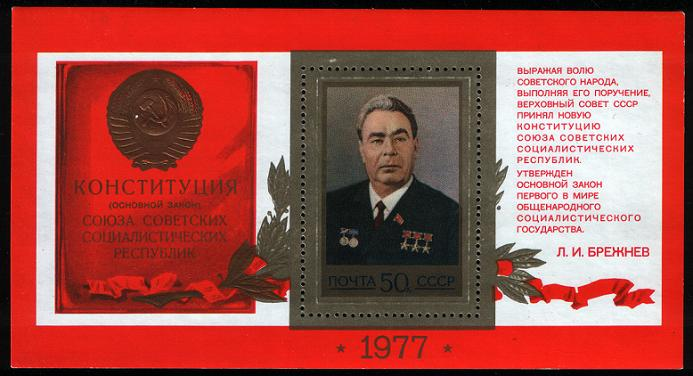 КОНСТИТУЦИЯ
(ОСНОВНОЙ ЗАКОН)
СОЮЗА СОВЕТСКИХ
СОЦИАЛИСТИЧЕСКИХ
РЕСПУБЛИК
ПОЧТА 50к СССР
ВЫРАЖАЯ ВОЛЮ
СОВЕТСКОГО НАРОДА,
ВЫПОЛНЯЯ ЕГО ПОРУЧЕНИЕ,
ВЕРХОВНЫЙ СОВЕТ СССР
ПРИНЯЛ НОВУЮ
КОНСТИТУЦИЮ
СОЮЗА СОВЕТСКИХ
СОЦИАЛИСТИЧЕСКИХ
РЕСПУБЛИК.
УТВЕРЖДЕН
ОСНОВНОЙ ЗАКОН
ПЕРВОГО В МИРЕ
ОБЩЕНАРОДНОГО
СОЦИАЛИСТИЧЕСКОГО
ГОСУДАРСТВА.
Л. И. БРЕЖНЕВ
★ 1977 ★